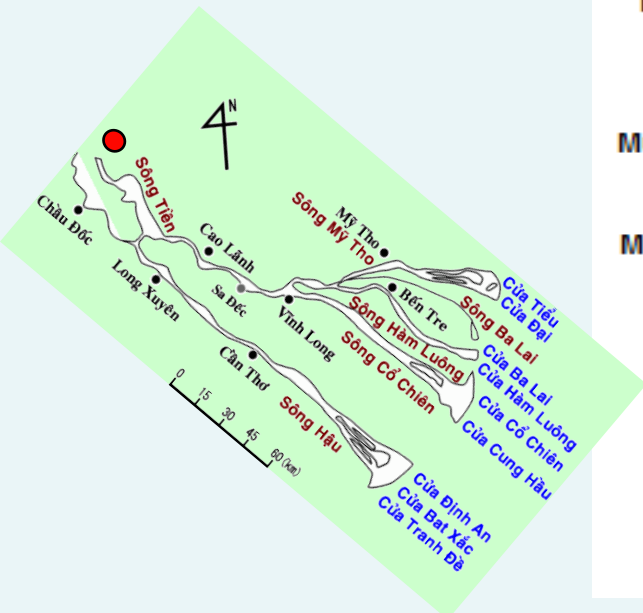 M
M
N
Sông Tiền
Châu Đốc
Cao Lãnh
Sa Đéc
Long Xuyên
Vĩnh Long
Cần Thơ
Sông Mỹ Tho
Mỹ Tho
Bến Tre
Sông Ba Lai
Sông Hàm Luông
Sông Cổ Chiên
Sông Hậu
Cửa Tiểu
Cửa Đại
Cửa Ba Lai
Cửa Hàm Luông
Cửa Cổ Chiên
Cửa Cung Hầu
Cửa Định An
Cửa Bat Xắc
Cửa Tranh Đề
0 15 30 45 60 (km)